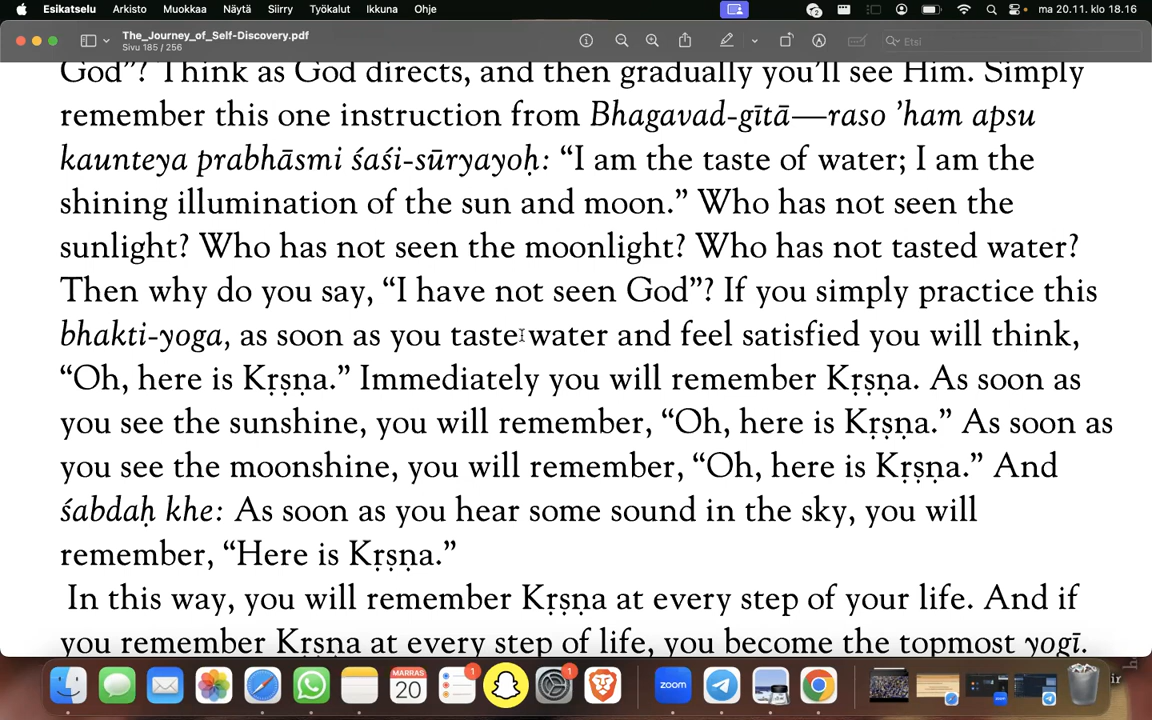 Esikatselu Arkisto Muokkaa Näytä Siirry Työkalut Ikkuna Ohje ma 20.11. klo 18.16
The_Journey_of_Self-Discovery.pdf
Sivu 185 / 256
Etsi
God”? Think as God directs, and then gradually you’ll see Him. Simply
remember this one instruction from Bhagavad-gītā—raso ’ham apsu
kaunteya prabhāsmi śaśi-sūryayoḥ: “I am the taste of water; I am the
shining illumination of the sun and moon.” Who has not seen the
sunlight? Who has not seen the moonlight? Who has not tasted water?
Then why do you say, “I have not seen God”? If you simply practice this
bhakti-yoga, as soon as you taste water and feel satisfied you will think,
“Oh, here is Kṛṣṇa.” Immediately you will remember Kṛṣṇa. As soon as
you see the sunshine, you will remember, “Oh, here is Kṛṣṇa.” As soon as
you see the moonshine, you will remember, “Oh, here is Kṛṣṇa.” And
śabdaḥ khe: As soon as you hear some sound in the sky, you will
remember, “Here is Kṛṣṇa.”
In this way, you will remember Kṛṣṇa at every step of your life. And if
you remember Kṛṣṇa at every step of life, you become the topmost yogī.
MARRAS
20
1
1
zoom